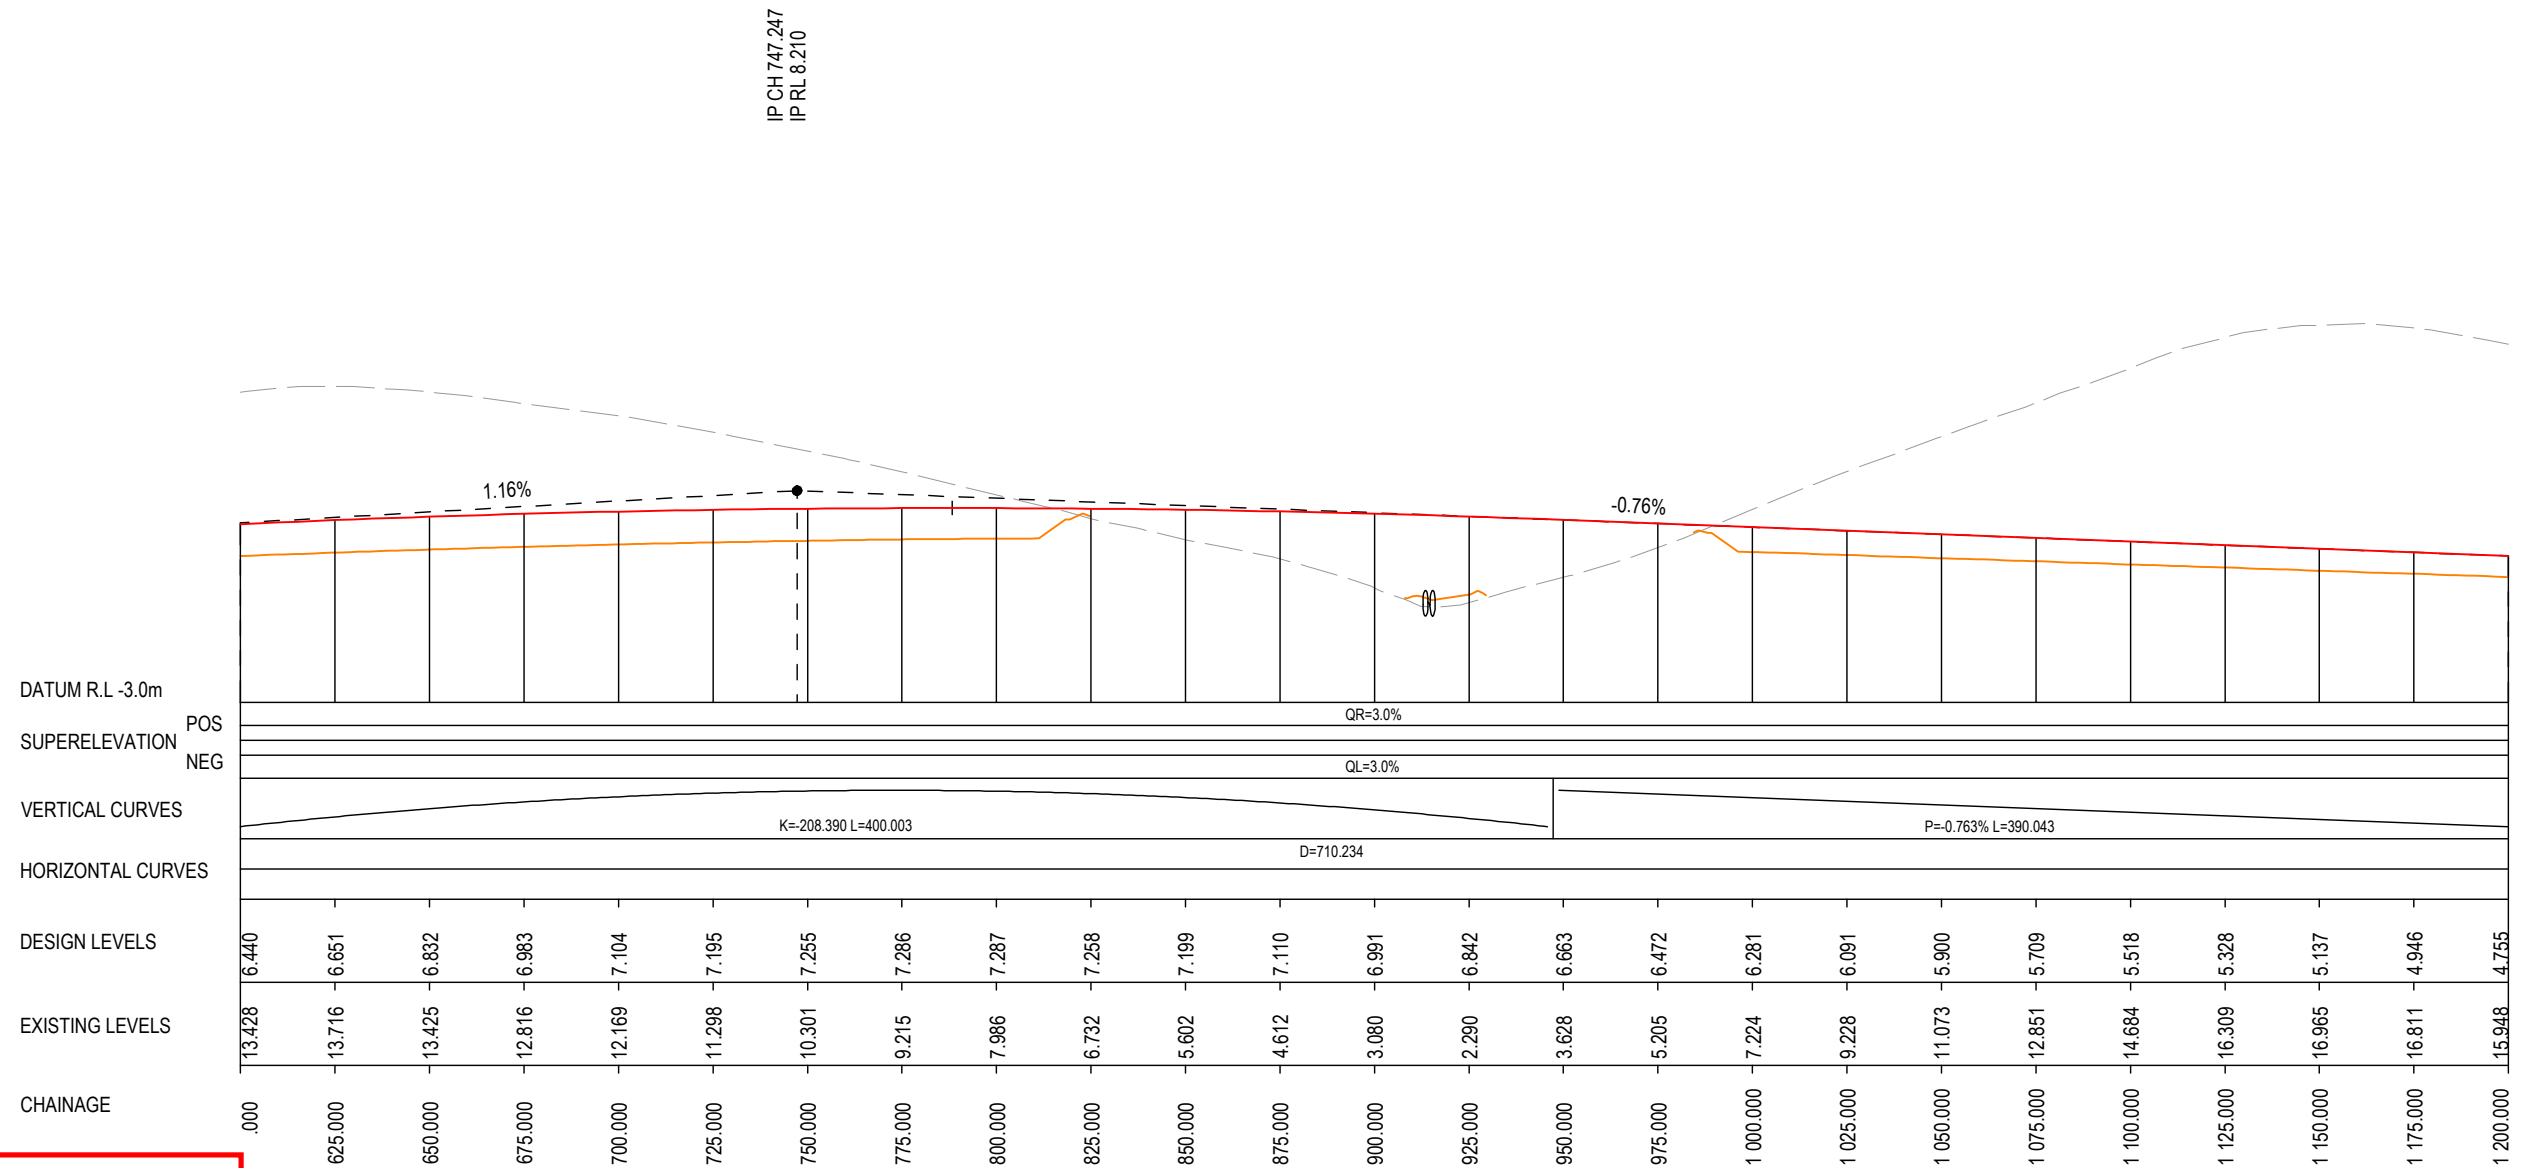 IP CH 747.247
IP RL 8.210
1.16%
-0.76%
DATUM R.L -3.0m
POS
QR=3.0%
SUPERELEVATION
NEG
QL=3.0%
VERTICAL CURVES
K=-208.390 L=400.003
P=-0.763% L=390.043
D=710.234
HORIZONTAL CURVES
DESIGN LEVELS 6.440 6.651 6.832 6.983 7.104 7.195 7.255 7.286 7.287 7.258 7.199 7.110 6.991 6.842 6.663 6.472 6.281 6.091 5.900 5.709 5.518 5.328 5.137 4.946 4.755
EXISTING LEVELS 13.428 13.716 13.425 12.816 12.169 11.298 10.301 9.215 7.986 6.732 5.602 4.612 3.080 2.290 3.628 5.205 7.224 9.228 11.073 12.851 14.684 16.309 16.965 16.811 15.948
CHAINAGE .000 625.000 650.000 675.000 700.000 725.000 750.000 775.000 800.000 825.000 850.000 875.000 900.000 925.000 950.000 975.000 1 000.000 1 025.000 1 050.000 1 075.000 1 100.000 1 125.000 1 150.000 1 175.000 1 200.000